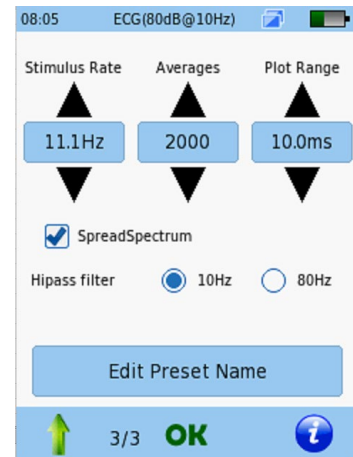 08:05 ECG(80dB@10Hz)
Stimulus Rate Averages Plot Range
11.1Hz 2000 10.0ms
SpreadSpectrum
Hipass filter 10Hz 80Hz
Edit Preset Name
3/3 OK i